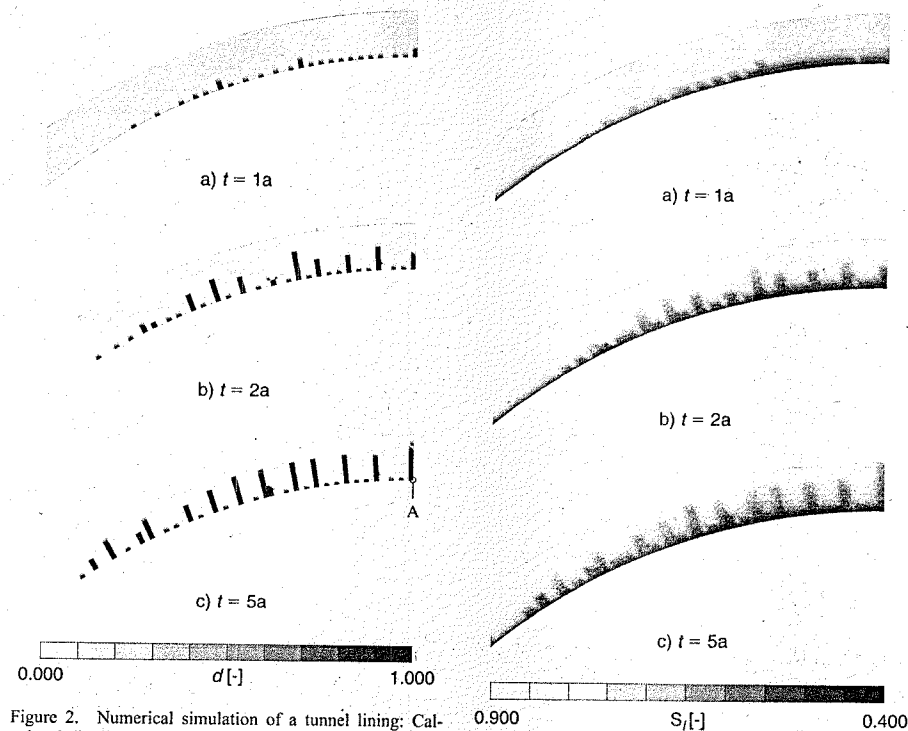 a) t = 1a
b) t = 2a
A
c) t = 5a
0.000 d [-] 1.000
Figure 2. Numerical simulation of a tunnel lining: Cal-
a) t = 1a
b) t = 2a
c) t = 5a
0.900 S_l [-] 0.400